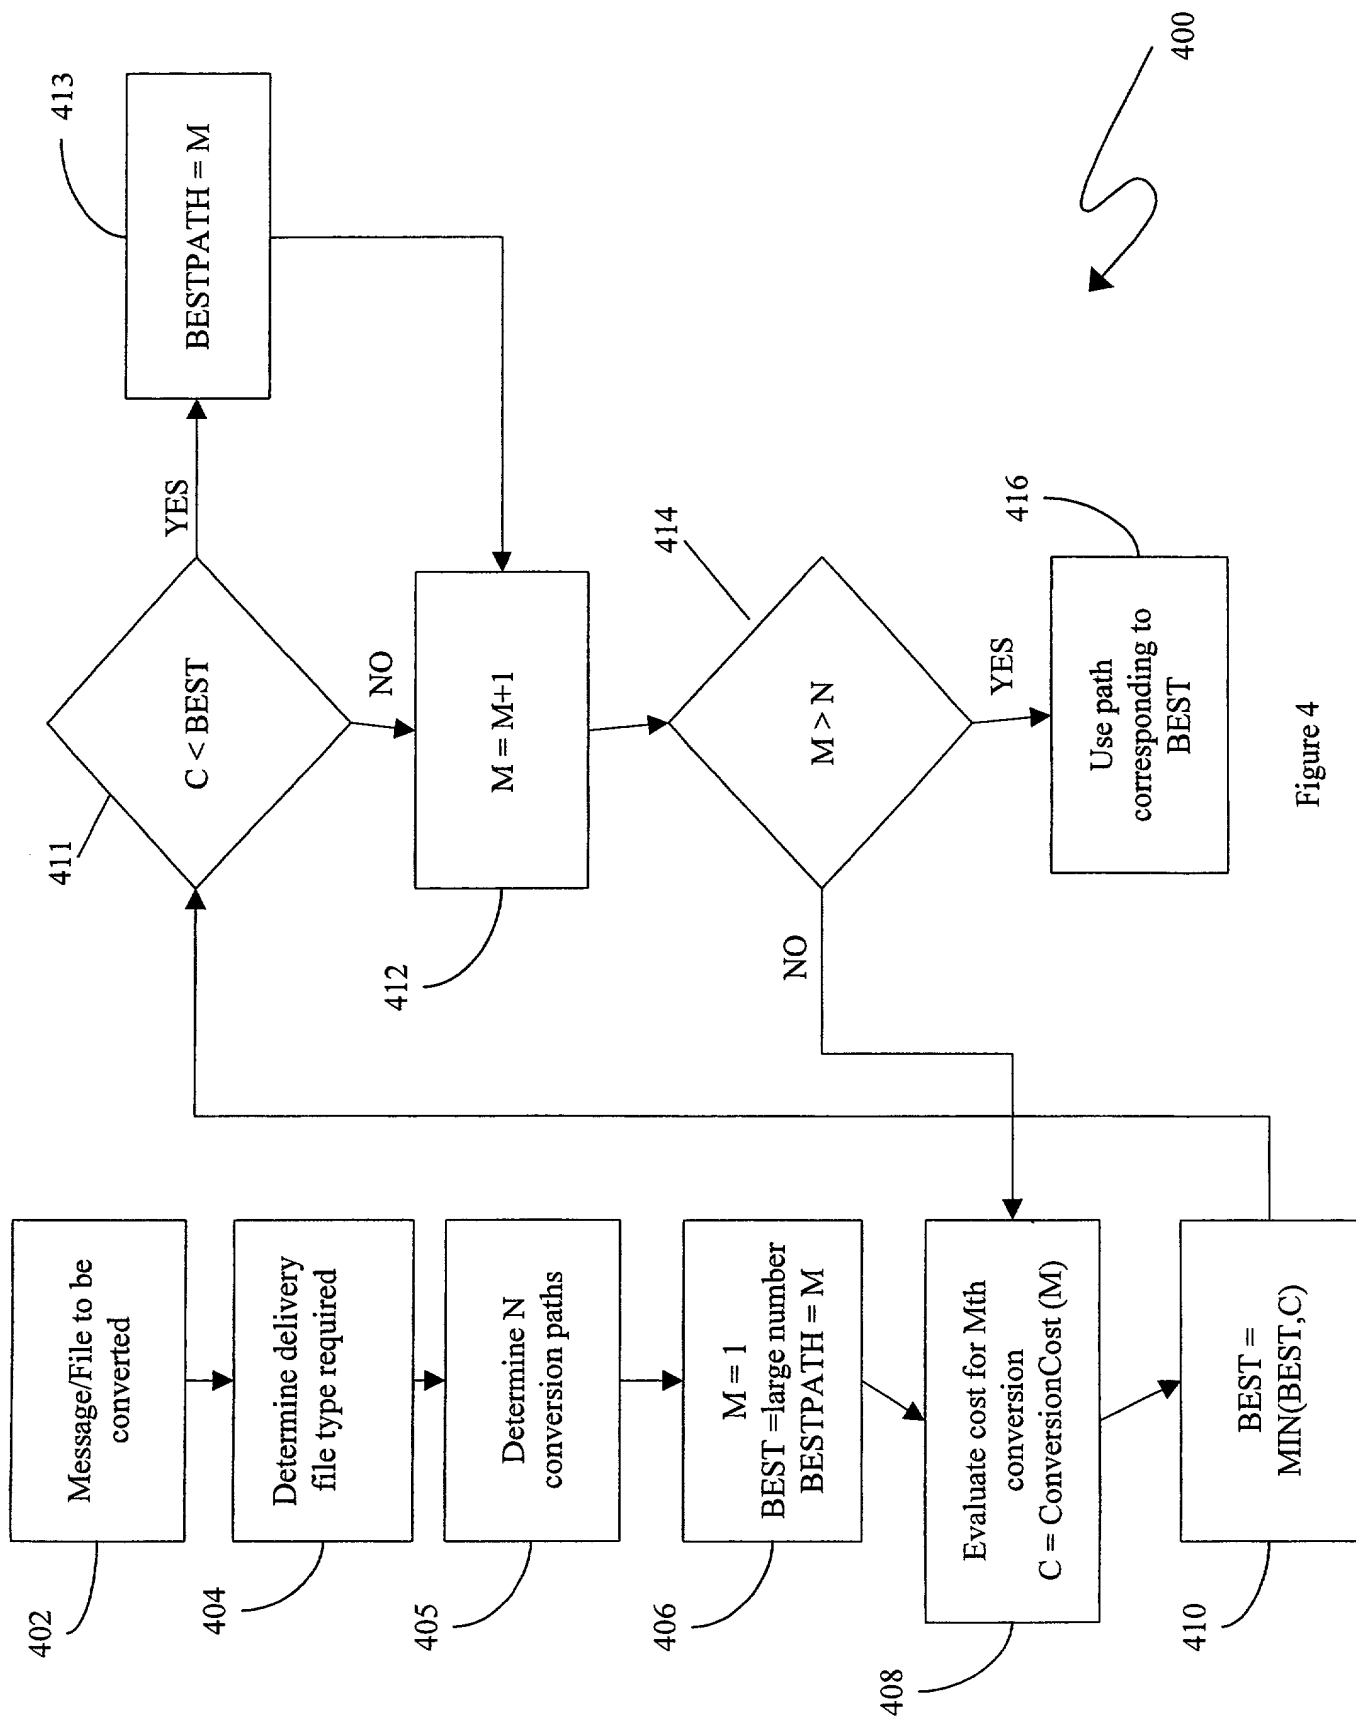 402
Message/File to be
converted
404
Determine delivery
file type required
405
Determine N
conversion paths
406
M = 1
BEST =large number
BESTPATH = M
408
Evaluate cost for Mth
conversion
C = ConversionCost (M)
410
BEST =
MIN(BEST,C)
411
C < BEST
YES
NO
413
BESTPATH = M
412
M = M+1
414
M > N
NO
YES
416
Use path
corresponding to
BEST
400
Figure 4